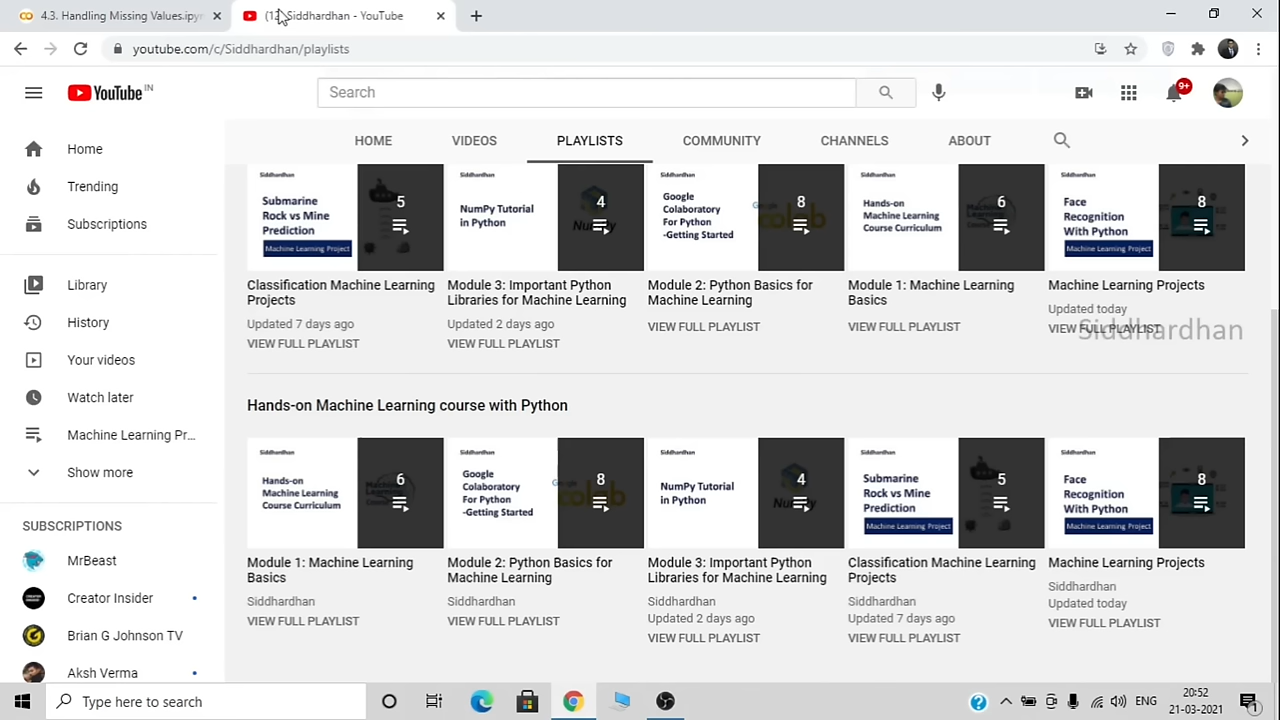 4.3. Handling Missing Values.ipyn
Siddhardhan - YouTube
youtube.com/c/Siddhardhan/playlists
YouTube IN
Search
9+
HOME
VIDEOS
PLAYLISTS
COMMUNITY
CHANNELS
ABOUT
Home
Trending
Subscriptions
Library
History
Your videos
Watch later
Machine Learning Pr...
Show more
SUBSCRIPTIONS
MrBeast
Creator Insider
Brian G Johnson TV
Aksh Verma
Siddhardhan
Submarine
Rock vs Mine
Prediction
Machine Learning Project
5
Classification Machine Learning
Projects
Updated 7 days ago
VIEW FULL PLAYLIST
Siddhardhan
NumPy Tutorial
in Python
4
Module 3: Important Python
Libraries for Machine Learning
Updated 2 days ago
VIEW FULL PLAYLIST
Siddhardhan
Google
Colaboratory
For Python
-Getting Started
8
Module 2: Python Basics for
Machine Learning
VIEW FULL PLAYLIST
Siddhardhan
Hands-on
Machine Learning
Course Curriculum
6
Module 1: Machine Learning
Basics
VIEW FULL PLAYLIST
Siddhardhan
Face
Recognition
With Python
Machine Learning Project
8
Machine Learning Projects
Updated today
VIEW FULL PLAYLIST
Siddhardhan
Hands-on Machine Learning course with Python
Siddhardhan
Hands-on
Machine Learning
Course Curriculum
6
Module 1: Machine Learning
Basics
Siddhardhan
VIEW FULL PLAYLIST
Siddhardhan
Google
Colaboratory
For Python
-Getting Started
8
Module 2: Python Basics for
Machine Learning
Siddhardhan
VIEW FULL PLAYLIST
Siddhardhan
NumPy Tutorial
in Python
4
Module 3: Important Python
Libraries for Machine Learning
Siddhardhan
Updated 2 days ago
VIEW FULL PLAYLIST
Siddhardhan
Submarine
Rock vs Mine
Prediction
Machine Learning Project
5
Classification Machine Learning
Projects
Siddhardhan
Updated 7 days ago
VIEW FULL PLAYLIST
Siddhardhan
Face
Recognition
With Python
Machine Learning Project
8
Machine Learning Projects
Siddhardhan
Updated today
VIEW FULL PLAYLIST
Type here to search
ENG
20:52
21-03-2021
1